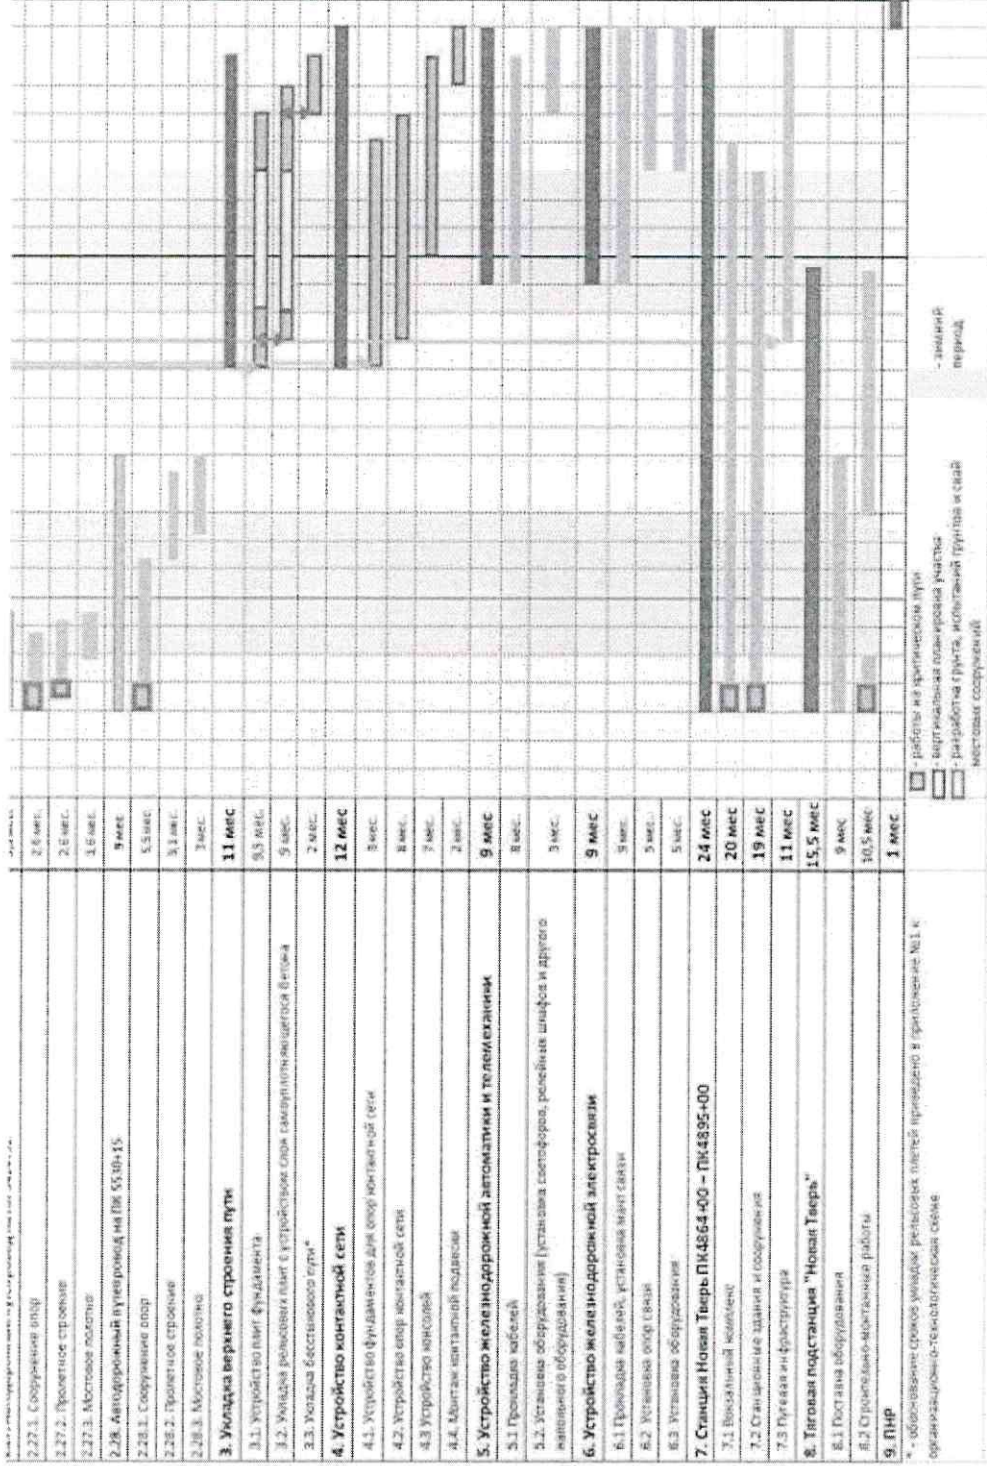 2.27.1. Сооружение опор 2,6 мес.
2.27.2. Пролетное строение 2,6 мес.
2.27.3. Мостовое полотно 1,6 мес.
2.28. Автодорожный путепровод на ПК 5530+15 9 мес
2.28.1. Сооружение опор 5,5 мес
2.28.2. Пролетное строение 3,1 мес
2.28.3. Мостовое полотно 3 мес
3. Укладка верхнего строения пути 11 мес
3.1. Устройство плит фундамента 9,5 мес.
3.2. Укладка рельсовых плит с устройством слоя самоуплотняющегося бетона 9 мес.
3.3. Укладка бесстыкового пути* 2 мес.
4. Устройство контактной сети 12 мес
4.1. Устройство фундаментов для опор контактной сети 8 мес.
4.2. Устройство опор контактной сети 8 мес.
4.3 Устройство консолей 7 мес.
4.4. Монтаж контактной подвески 2 мес.
5. Устройство железнодорожной автоматики и телемеханики 9 мес
5.1 Прокладка кабелей 8 мес.
5.2. Установка оборудования (установка светофоров, релейных шкафов и другого
напольного оборудования) 3 мес.
6. Устройство железнодорожной электросвязи 9 мес
6.1 Прокладка кабелей, установка мачт связи 9 мес.
6.2 Установка опор связи 5 мес.
6.3 Установка оборудования 5 мес.
7. Станция Новая Тверь ПК4864+00 – ПК4895+00 24 мес
7.1 Вокзальный комплекс 20 мес
7.2 Станционные здания и сооружения 19 мес
7.3 Путевая инфраструктура 11 мес
8. Тяговая подстанция "Новая Тверь" 15,5 мес
8.1 Поставка оборудования 9 мес
8.2 Строительно-монтажные работы 10,5 мес
9. ПНР 1 мес
* - обоснование сроков укладки рельсовых плетей приведено в приложение №1 к
организационно-технологическая схема
- работы на критическом пути
- вертикальная планировка участка
- разработка грунта, испытаний грунтов и свай
мостовых сооружений
- зимний
период